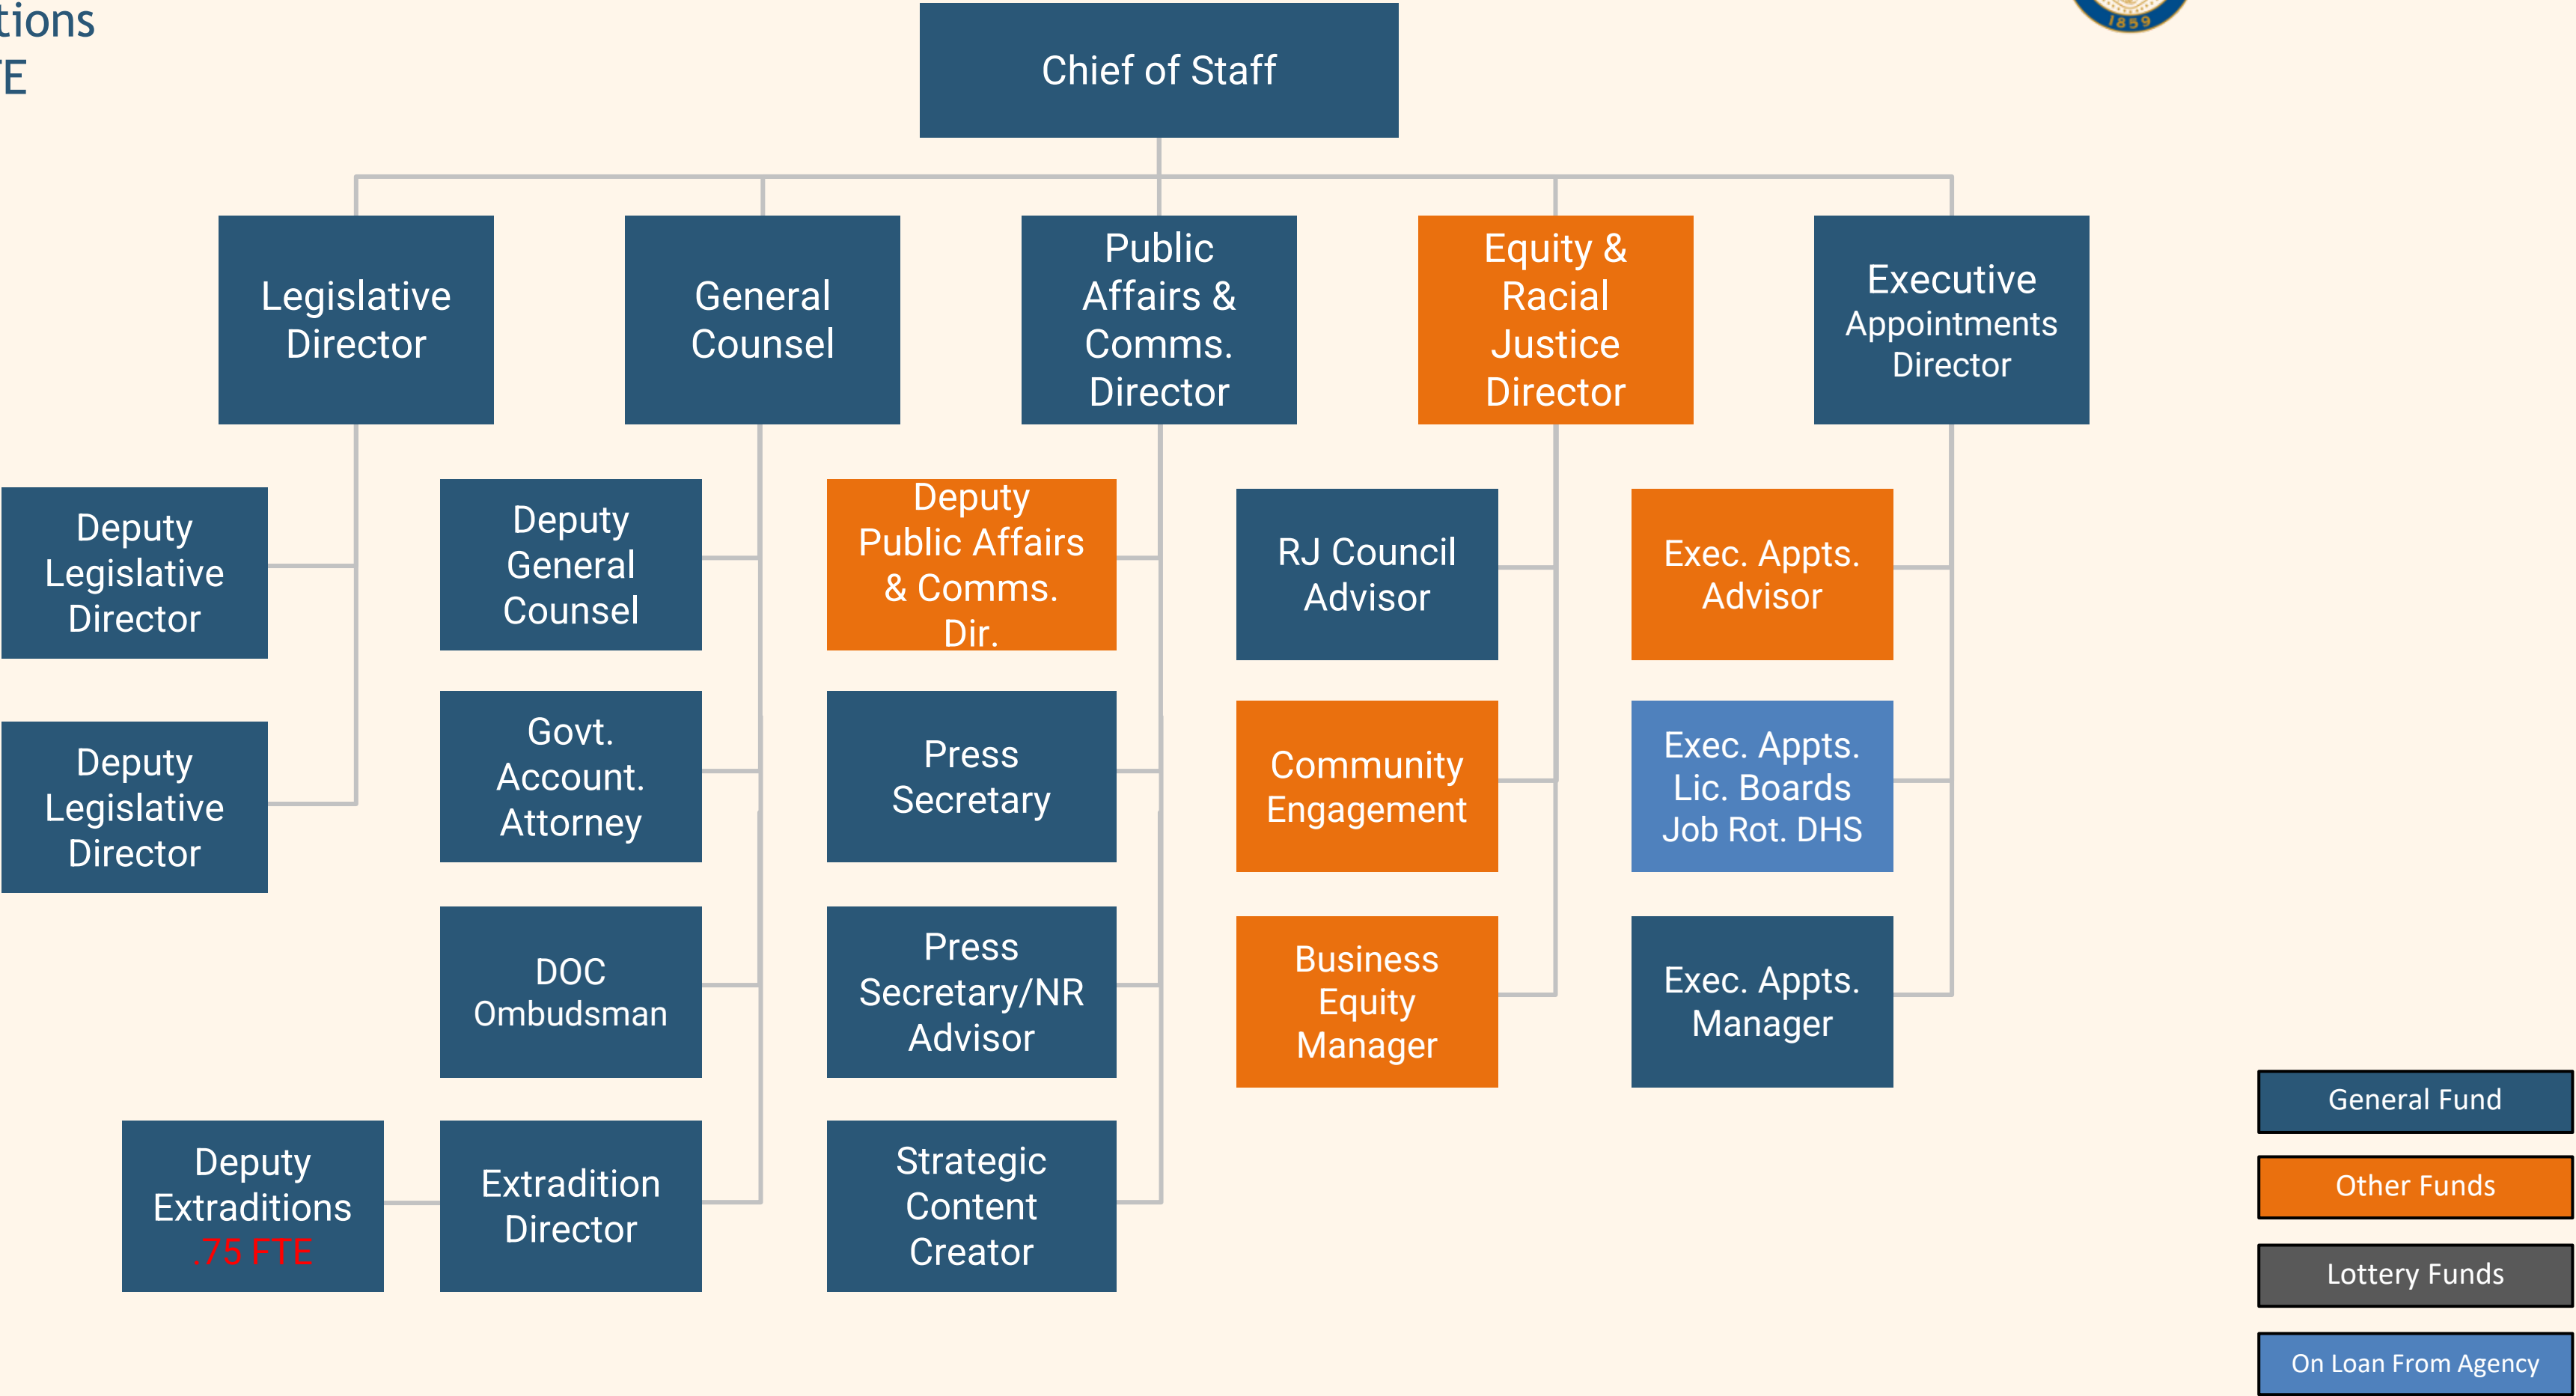 1859
Chief of Staff
Legislative
Director
General
Counsel
Public
Affairs &
Comms.
Director
Equity &
Racial
Justice
Director
Executive
Appointments
Director
Deputy
Legislative
Director
Deputy
General
Counsel
Deputy
Public Affairs
& Comms.
Dir.
RJ Council
Advisor
Exec. Appts.
Advisor
Deputy
Legislative
Director
Govt.
Account.
Attorney
Press
Secretary
Community
Engagement
Exec. Appts.
Lic. Boards
Job Rot. DHS
DOC
Ombudsman
Press
Secretary/NR
Advisor
Business
Equity
Manager
Exec. Appts.
Manager
Deputy
Extraditions
.75 FTE
Extradition
Director
Strategic
Content
Creator
General Fund
Other Funds
Lottery Funds
On Loan From Agency